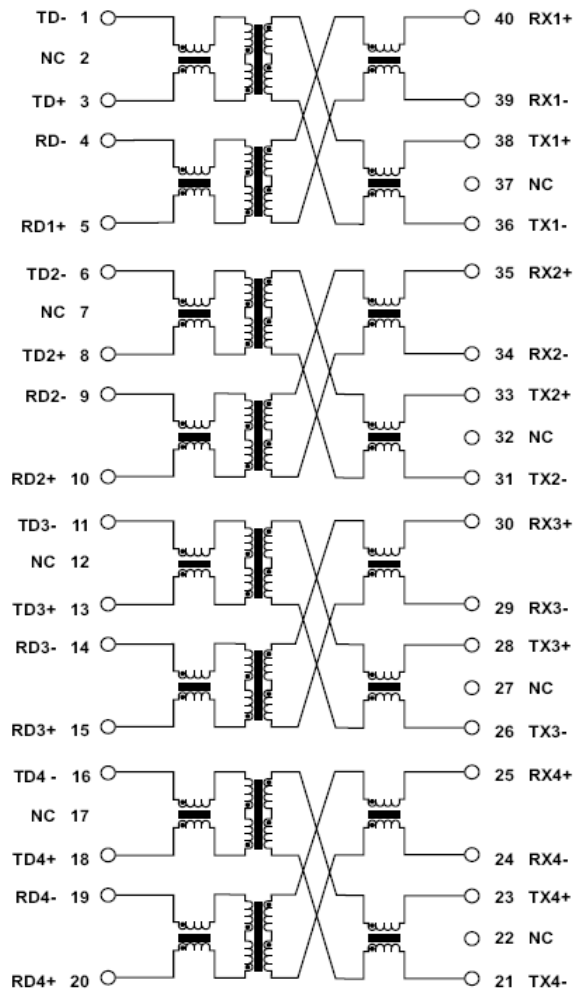 TD- 1
40 RX1+
NC 2
TD+ 3
39 RX1-
RD- 4
38 TX1+
37 NC
RD1+ 5
36 TX1-
TD2- 6
35 RX2+
NC 7
TD2+ 8
34 RX2-
RD2- 9
33 TX2+
32 NC
RD2+ 10
31 TX2-
TD3- 11
30 RX3+
NC 12
TD3+ 13
29 RX3-
RD3- 14
28 TX3+
27 NC
RD3+ 15
26 TX3-
TD4 - 16
25 RX4+
NC 17
TD4+ 18
24 RX4-
RD4- 19
23 TX4+
22 NC
RD4+ 20
21 TX4-